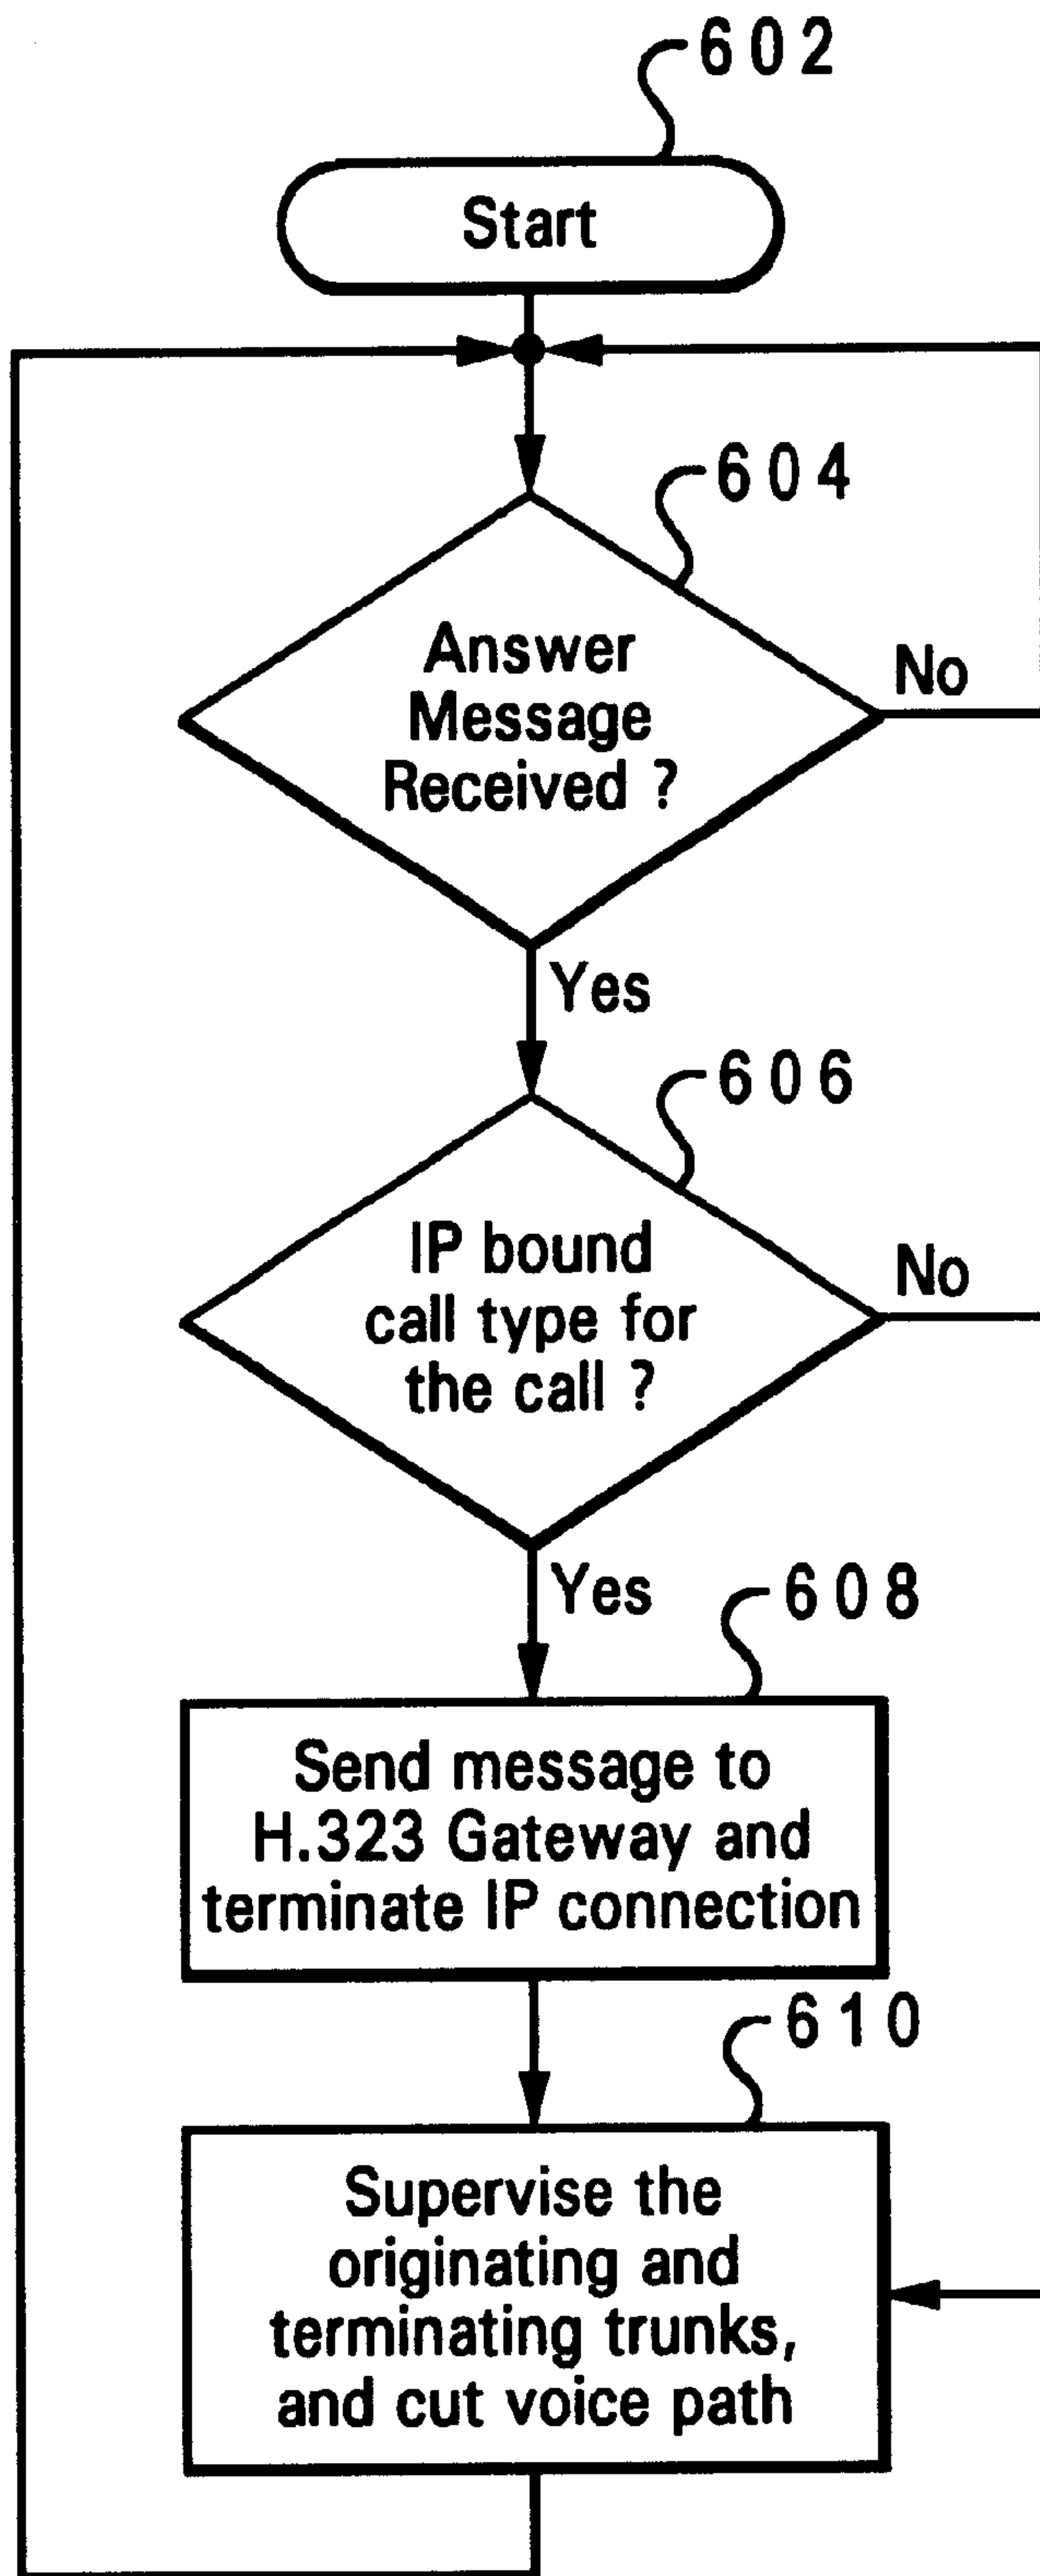 602
Start
604
Answer
Message
Received ?
No
Yes
606
IP bound
call type for
the call ?
No
Yes
608
Send message to
H.323 Gateway and
terminate IP connection
610
Supervise the
originating and
terminating trunks,
and cut voice path